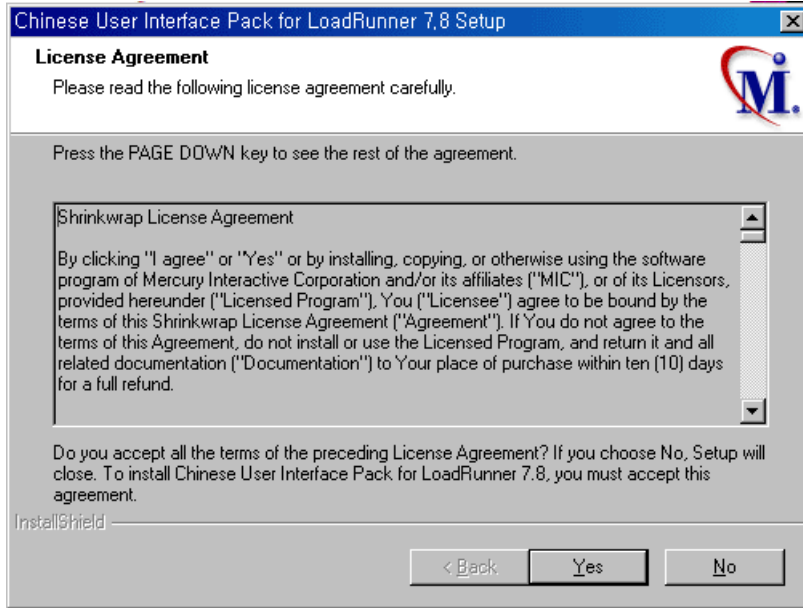 Chinese User Interface Pack for LoadRunner 7,8 Setup
License Agreement
Please read the following license agreement carefully.
M.
Press the PAGE DOWN key to see the rest of the agreement.
Shrinkwrap License Agreement
By clicking "I agree" or "Yes" or by installing, copying, or otherwise using the software
program of Mercury Interactive Corporation and/or its affiliates ("MIC"), or of its Licensors,
provided hereunder ("Licensed Program"), You ("Licensee") agree to be bound by the
terms of this Shrinkwrap License Agreement ("Agreement"). If You do not agree to the
terms of this Agreement, do not install or use the Licensed Program, and return it and all
related documentation ("Documentation") to Your place of purchase within ten (10) days
for a full refund.
Do you accept all the terms of the preceding License Agreement? If you choose No, Setup will
close. To install Chinese User Interface Pack for LoadRunner 7.8, you must accept this
agreement.
InstallShield
< Back
Yes
No